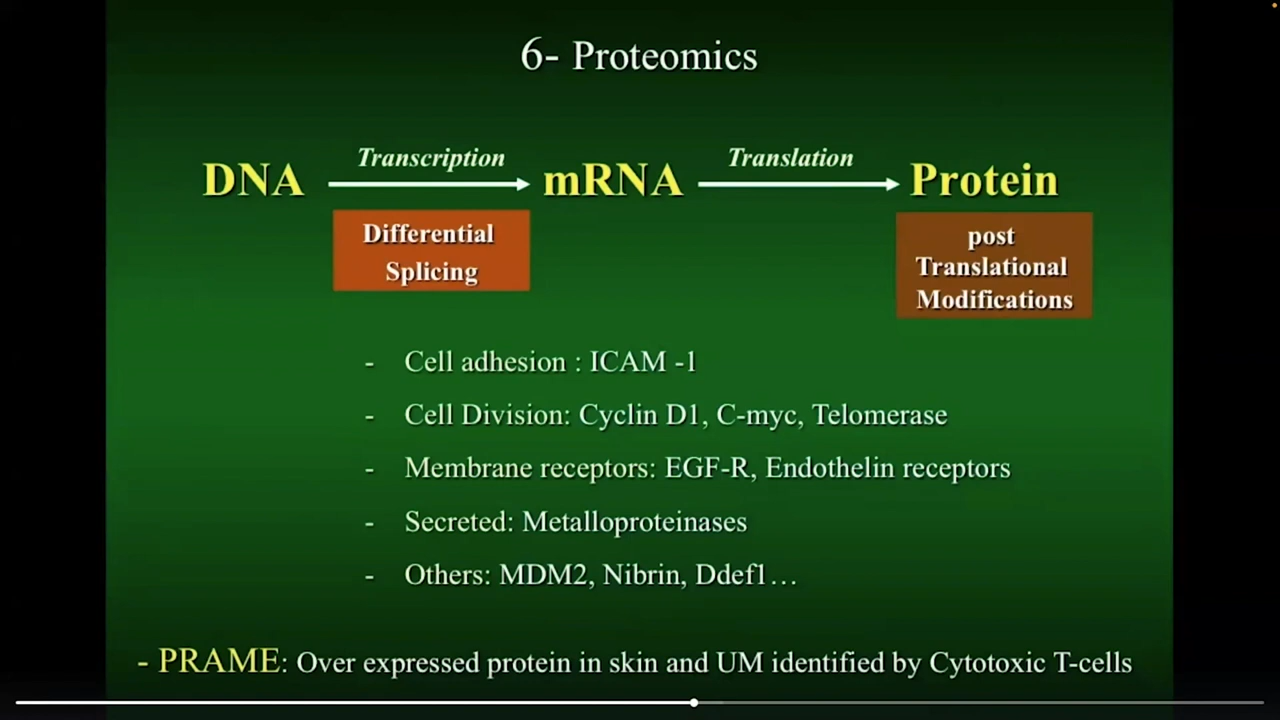 6- Proteomics
Transcription Translation
DNA mRNA Protein
Differential
Splicing
post
Translational
Modifications
- Cell adhesion : ICAM -1
- Cell Division: Cyclin D1, C-myc, Telomerase
- Membrane receptors: EGF-R, Endothelin receptors
- Secreted: Metalloproteinases
- Others: MDM2, Nibrin, Ddef1…
- PRAME: Over expressed protein in skin and UM identified by Cytotoxic T-cells